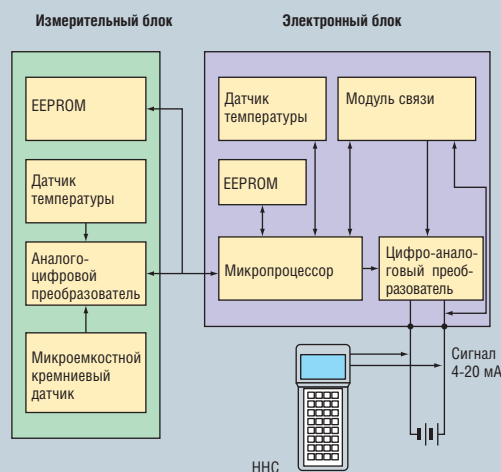 Измерительный блок
Электронный блок
EEPROM
Датчик
температуры
Аналого-
цифровой
преобразователь
Микроемкостной
кремниевый
датчик
Датчик
температуры
Модуль связи
EEPROM
Микропроцессор
Цифро-анало-
говый преоб-
разователь
Сигнал
4-20 мА
ННС